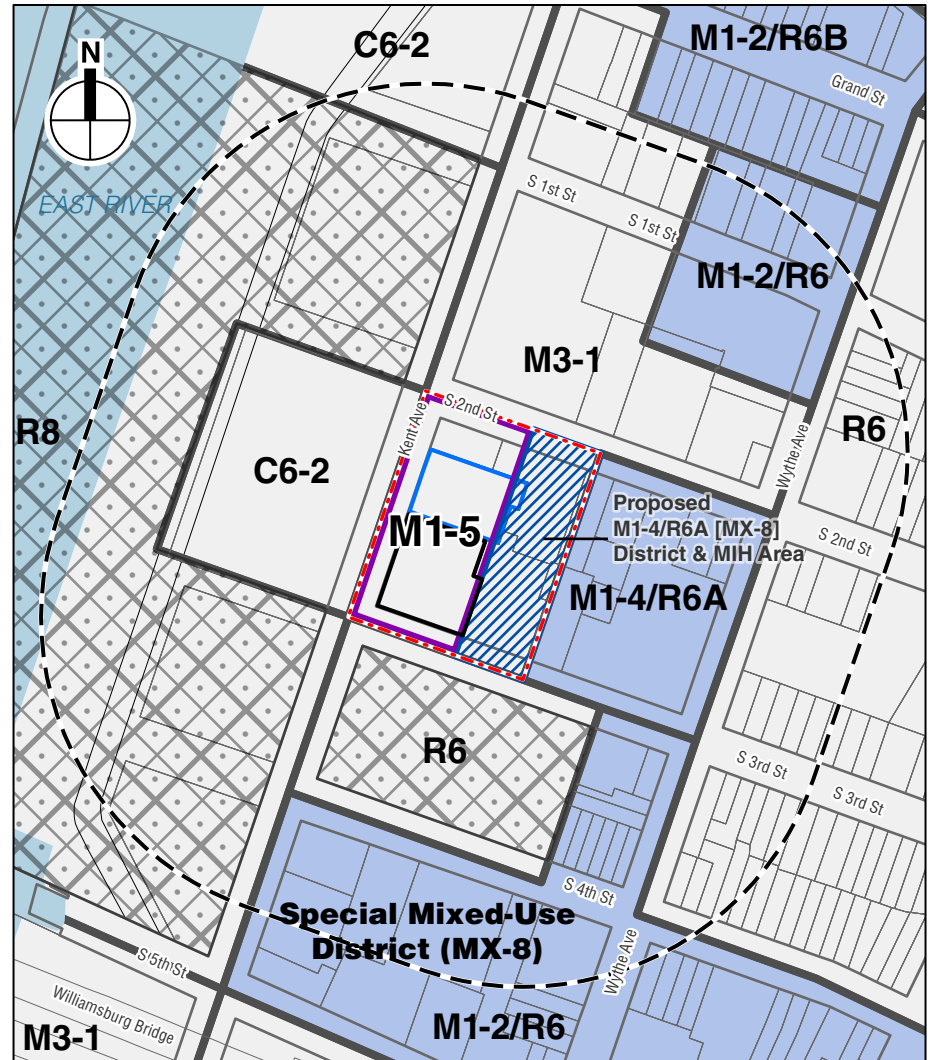 C6-2
M1-2/R6B
N
Grand St
EAST RIVER
S 1st St
S 1st St
M1-2/R6
M3-1
R8
Kent Ave
S 2nd St
Wythe Ave
R6
C6-2
Proposed
M1-4/R6A [MX-8]
District & MIH Area
M1-5
S 2nd St
M1-4/R6A
R6
S 3rd St
S 3rd St
S 4th St
Special Mixed-Use
District (MX-8)
S 5th St
Wythe Ave
Williamsburg Bridge
M3-1
M1-2/R6